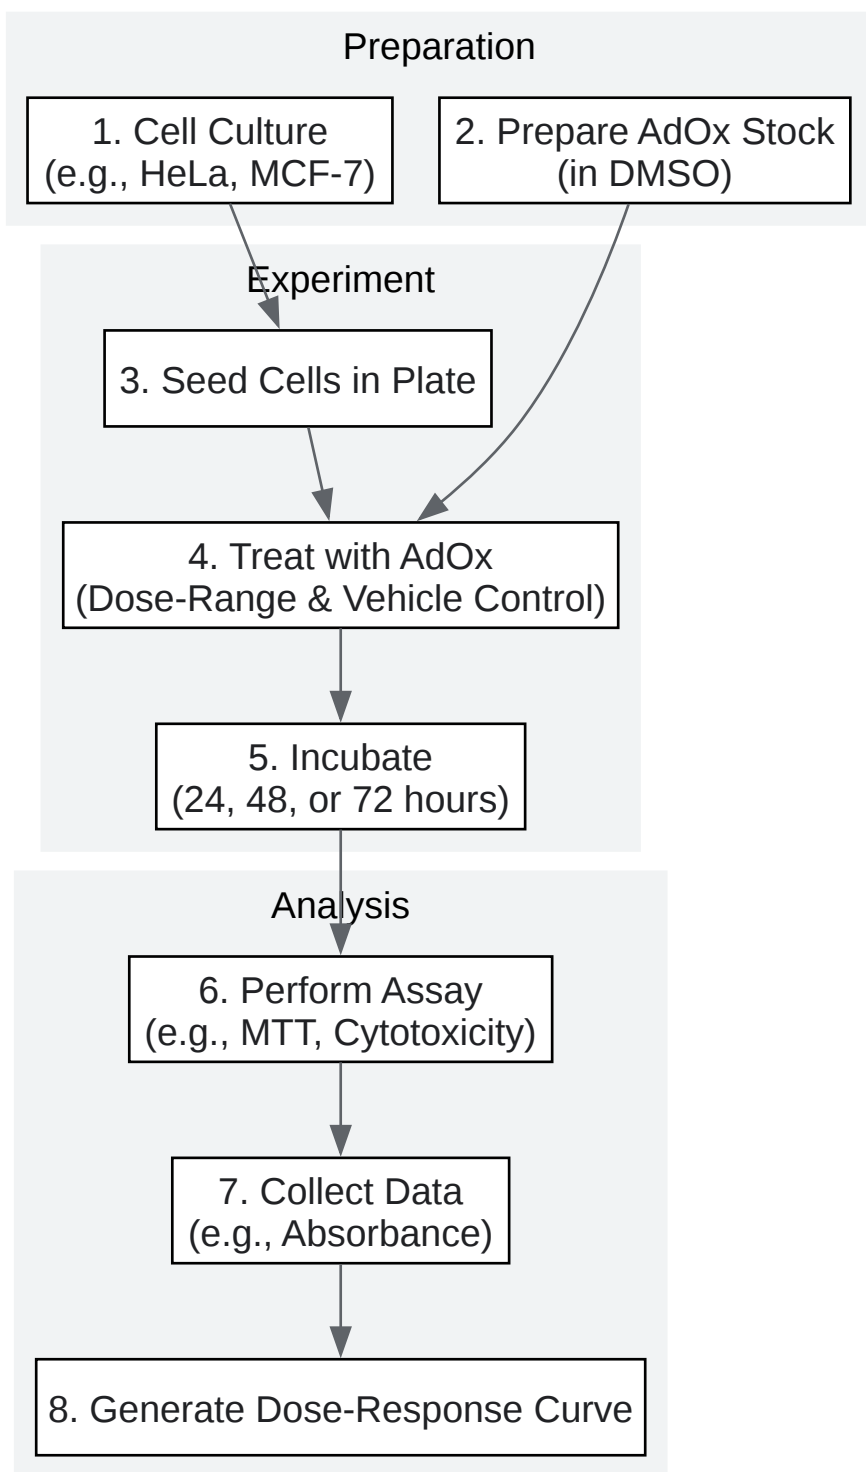 Preparation
1. Cell Culture
(e.g., HeLa, MCF-7)
2. Prepare AdOx Stock
(in DMSO)
Experiment
3. Seed Cells in Plate
4. Treat with AdOx
(Dose-Range & Vehicle Control)
5. Incubate
(24, 48, or 72 hours)
Analysis
6. Perform Assay
(e.g., MTT, Cytotoxicity)
7. Collect Data
(e.g., Absorbance)
8. Generate Dose-Response Curve